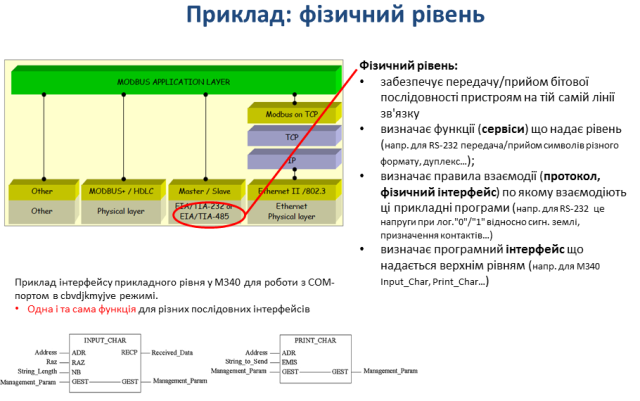 Приклад: фізичний рівень
MODBUS APPLICATION LAYER
Modbus on TCP
TCP
IP
Other
MODBUS+ / HDLC
Master / Slave
Ethernet II /802.3
Other
Physical layer
EIA/TIA-232 or
EIA/TIA-485
Ethernet
Physical layer
Фізичний рівень:
• забезпечує передачу/прийом бітової
послідовності пристроям на тій самій лінії
зв'язку
• визначає функції (сервіси) що надає рівень
(напр. для RS-232 передача/прийом символів різного
формату, дуплекс…);
• визначає правила взаємодії (протокол,
фізичний інтерфейс) по якому взаємодіють
ці прикладні програми (напр. для RS-232 це
напруги при лог."0"/"1" відносно сигн. землі,
призначення контактів…)
• визначає програмний інтерфейс що
надається верхнім рівням (напр. для M340
Input_Char, Print_Char…)
Приклад інтерфейсу прикладного рівня у M340 для роботи з COM-
портом в cbvdjkmyjve режимі.
• Одна і та сама функція для різних послідовних інтерфейсів
INPUT_CHAR
Address ADR RECP Received_Data
Raz RAZ
String_Length NB
Management_Param GEST GEST Management_Param
PRINT_CHAR
Address ADR
String_to_Send EMIS
Management_Param GEST GEST Management_Param